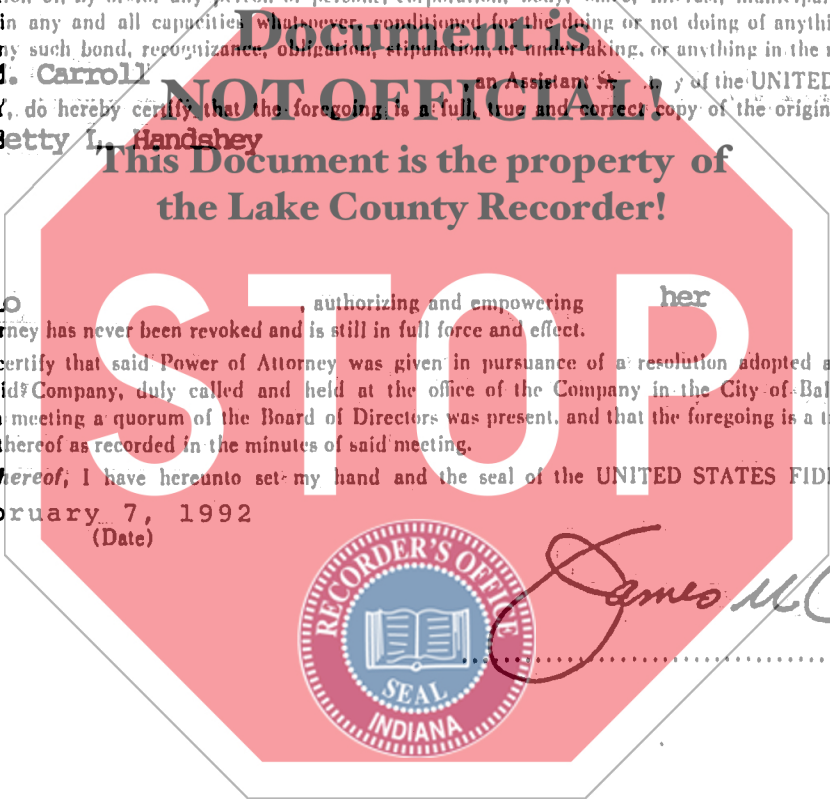 in any and all capacities whatsoever, conditioned for the doing or not doing of anythi
such bond, recognizance, obligation, stipulation, or undertaking, or anything in the
Document is
NOT OFFICIAL!
This Document is the property of
the Lake County Recorder!
Carroll an Assistant of the UNITED
do hereby certify that the foregoing is a full, true and correct copy of the origin
etty L. Handshey
STOP
o , authorizing and empowering her
rney has never been revoked and is still in full force and effect.
certify that said Power of Attorney was given in pursuance of a resolution adopted a
id Company, duly called and held at the office of the Company in the City of Bal
meeting a quorum of the Board of Directors was present, and that the foregoing is a t
hereof as recorded in the minutes of said meeting.
hereof, I have hereunto set my hand and the seal of the UNITED STATES FID
ruary 7, 1992
(Date)
RECORDER'S OFFICE
SEAL
INDIANA
James